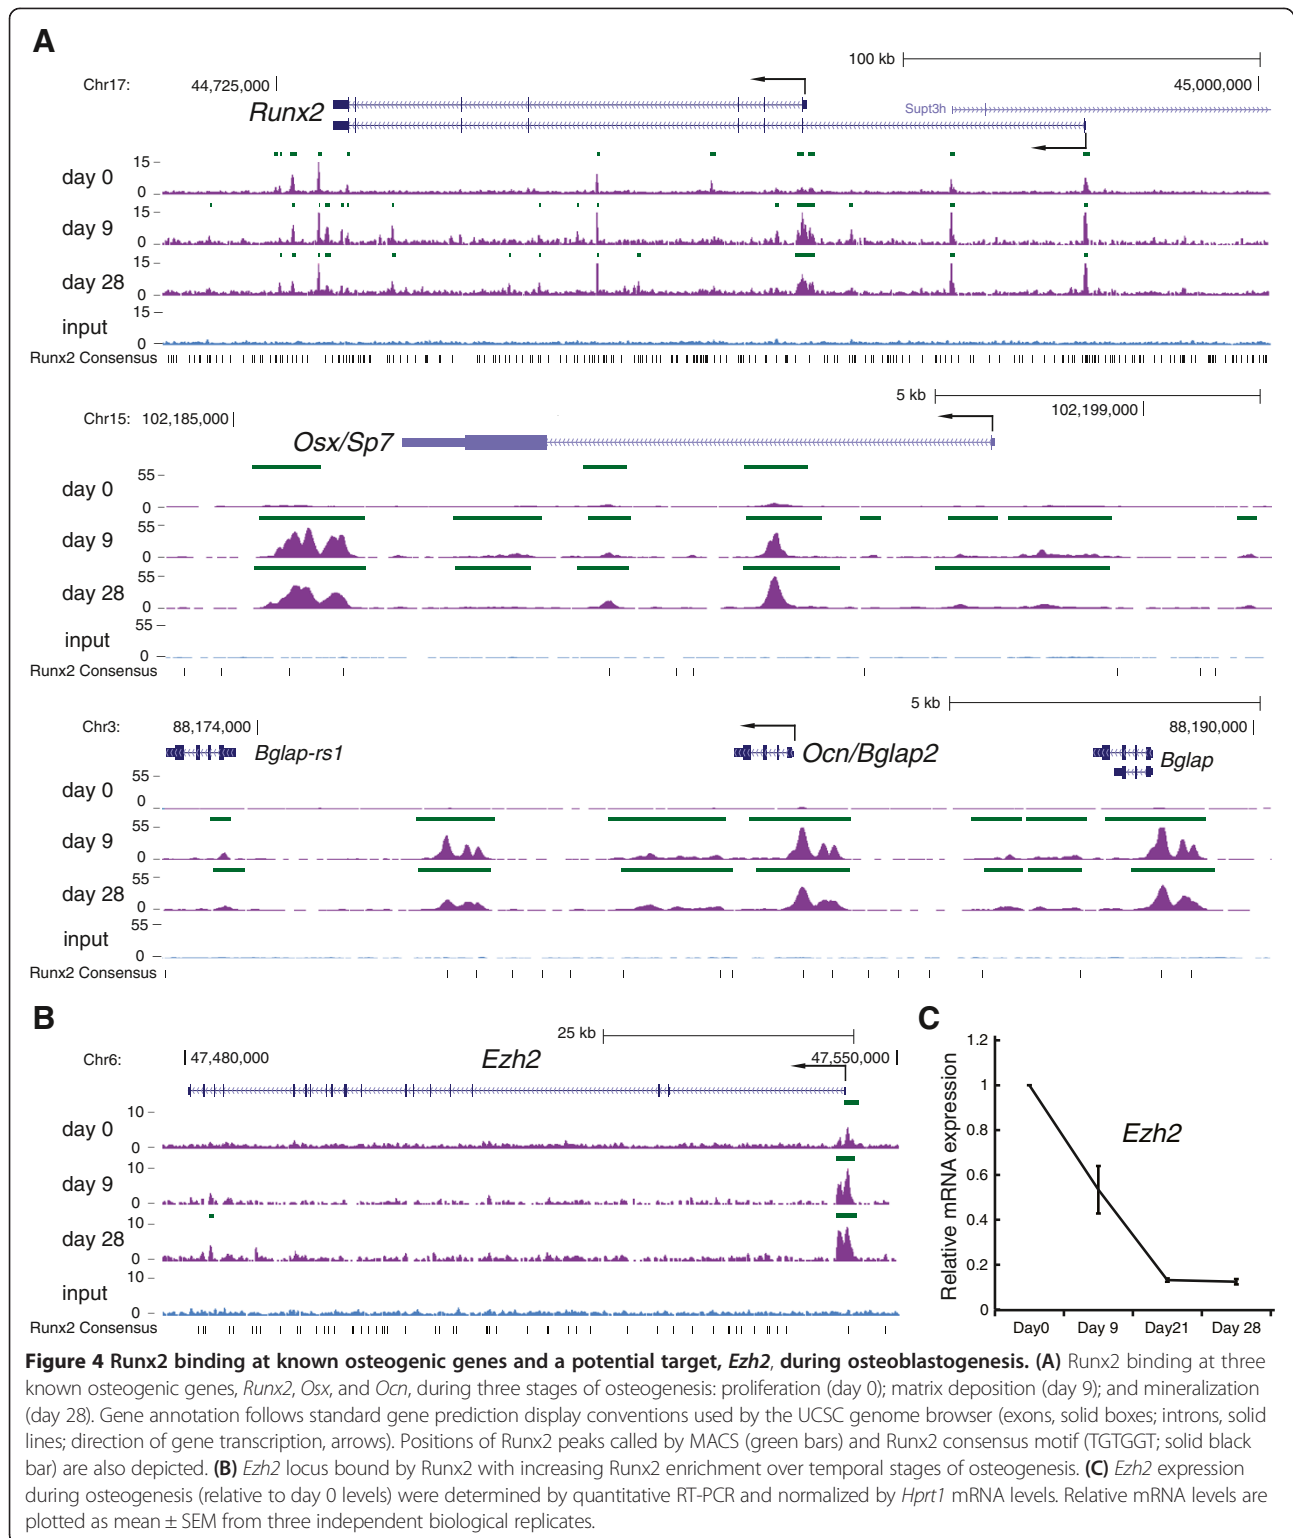 A
100 kb
Chr17: 44,725,000 45,000,000
Runx2
Supt3h
15
day 0
0
15
day 9
0
15
day 28
0
15
input
0
Runx2 Consensus
5 kb
Chr15: 102,185,000 102,199,000
Osx/Sp7
55
day 0
0
55
day 9
0
55
day 28
0
55
input
0
Runx2 Consensus
5 kb
Chr3: 88,174,000 88,190,000
Bglap-rs1 Ocn/Bglap2 Bglap
55
day 0
0
55
day 9
0
55
day 28
0
55
input
0
Runx2 Consensus
B
25 kb
Chr6: 47,480,000 47,550,000
Ezh2
10
day 0
0
10
day 9
0
10
day 28
0
10
input
0
Runx2 Consensus
C
Relative mRNA expression
1.2
1
0.8
0.6
0.4
0.2
0
Ezh2
Day0 Day 9 Day21 Day 28
Figure 4 Runx2 binding at known osteogenic genes and a potential target, Ezh2, during osteoblastogenesis. (A) Runx2 binding at three
known osteogenic genes, Runx2, Osx, and Ocn, during three stages of osteogenesis: proliferation (day 0); matrix deposition (day 9); and mineralization
(day 28). Gene annotation follows standard gene prediction display conventions used by the UCSC genome browser (exons, solid boxes; introns, solid
lines; direction of gene transcription, arrows). Positions of Runx2 peaks called by MACS (green bars) and Runx2 consensus motif (TGTGGT; solid black
bar) are also depicted. (B) Ezh2 locus bound by Runx2 with increasing Runx2 enrichment over temporal stages of osteogenesis. (C) Ezh2 expression
during osteogenesis (relative to day 0 levels) were determined by quantitative RT-PCR and normalized by Hprt1 mRNA levels. Relative mRNA levels are
plotted as mean ± SEM from three independent biological replicates.